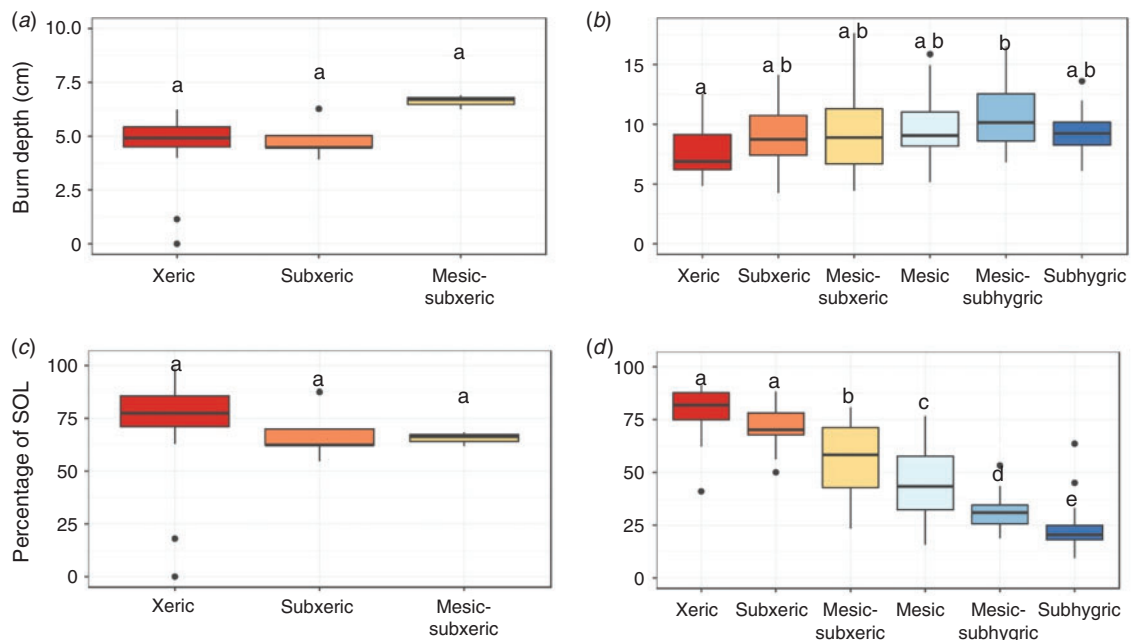 (a)
Burn depth (cm)
10.0
7.5
5.0
2.5
0
a
a
a
Xeric
Subxeric
Mesic-
subxeric
(b)
15
10
5
0
a
a b
a b
a b
b
a b
Xeric
Subxeric
Mesic-
subxeric
Mesic
Mesic-
subhygric
Subhygric
(c)
Percentage of SOL
100
75
50
25
0
a
a
a
Xeric
Subxeric
Mesic-
subxeric
(d)
100
75
50
25
0
a
a
b
c
d
e
Xeric
Subxeric
Mesic-
subxeric
Mesic
Mesic-
subhygric
Subhygric